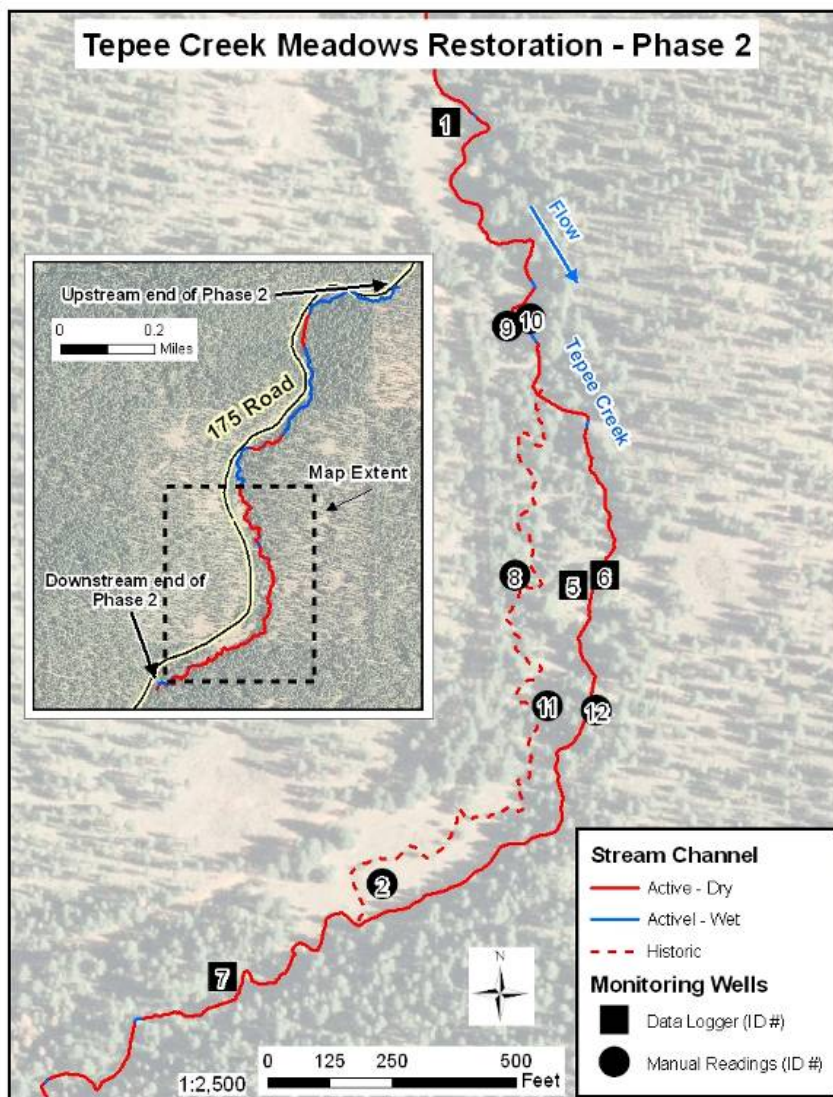 Tepee Creek Meadows Restoration - Phase 2
1
Flow
9
10
Tepee Creek
8
5
6
11
12
2
7
Upstream end of Phase 2
0 0.2
Miles
175 Road
Map Extent
Downstream end of
Phase 2
Stream Channel
Active - Dry
Activel - Wet
Historic
Monitoring Wells
Data Logger (ID #)
Manual Readings (ID #)
N
1:2,500
0 125 250 500
Feet